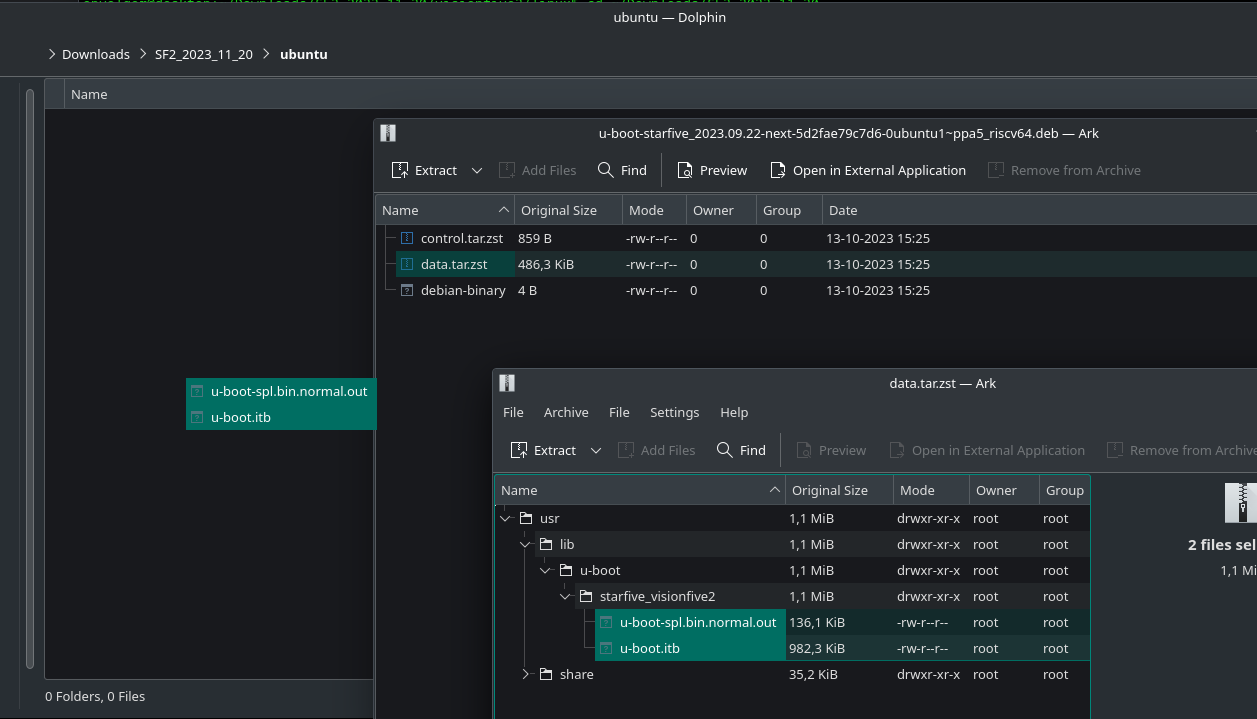 ubuntu — Dolphin
Downloads SF2_2023_11_20 ubuntu
Name
u-boot-starfive_2023.09.22-next-5d2fae79c7d6-0ubuntu1~ppa5_riscv64.deb — Ark
Extract Add Files Find Preview Open in External Application Remove from Archive
Name Original Size Mode Owner Group Date
control.tar.zst 859 B -rw-r--r-- 0 0 13-10-2023 15:25
data.tar.zst 486,3 KiB -rw-r--r-- 0 0 13-10-2023 15:25
debian-binary 4 B -rw-r--r-- 0 0 13-10-2023 15:25
u-boot-spl.bin.normal.out
u-boot.itb
data.tar.zst — Ark
File Archive File Settings Help
Extract Add Files Find Preview Open in External Application Remove from Archive
Name Original Size Mode Owner Group
usr 1,1 MiB drwxr-xr-x root root
lib 1,1 MiB drwxr-xr-x root root
u-boot 1,1 MiB drwxr-xr-x root root
starfive_visionfive2 1,1 MiB drwxr-xr-x root root
u-boot-spl.bin.normal.out 136,1 KiB -rw-r--r-- root root
u-boot.itb 982,3 KiB -rw-r--r-- root root
share 35,2 KiB drwxr-xr-x root root
2 files sel
1,1 Mi
0 Folders, 0 Files